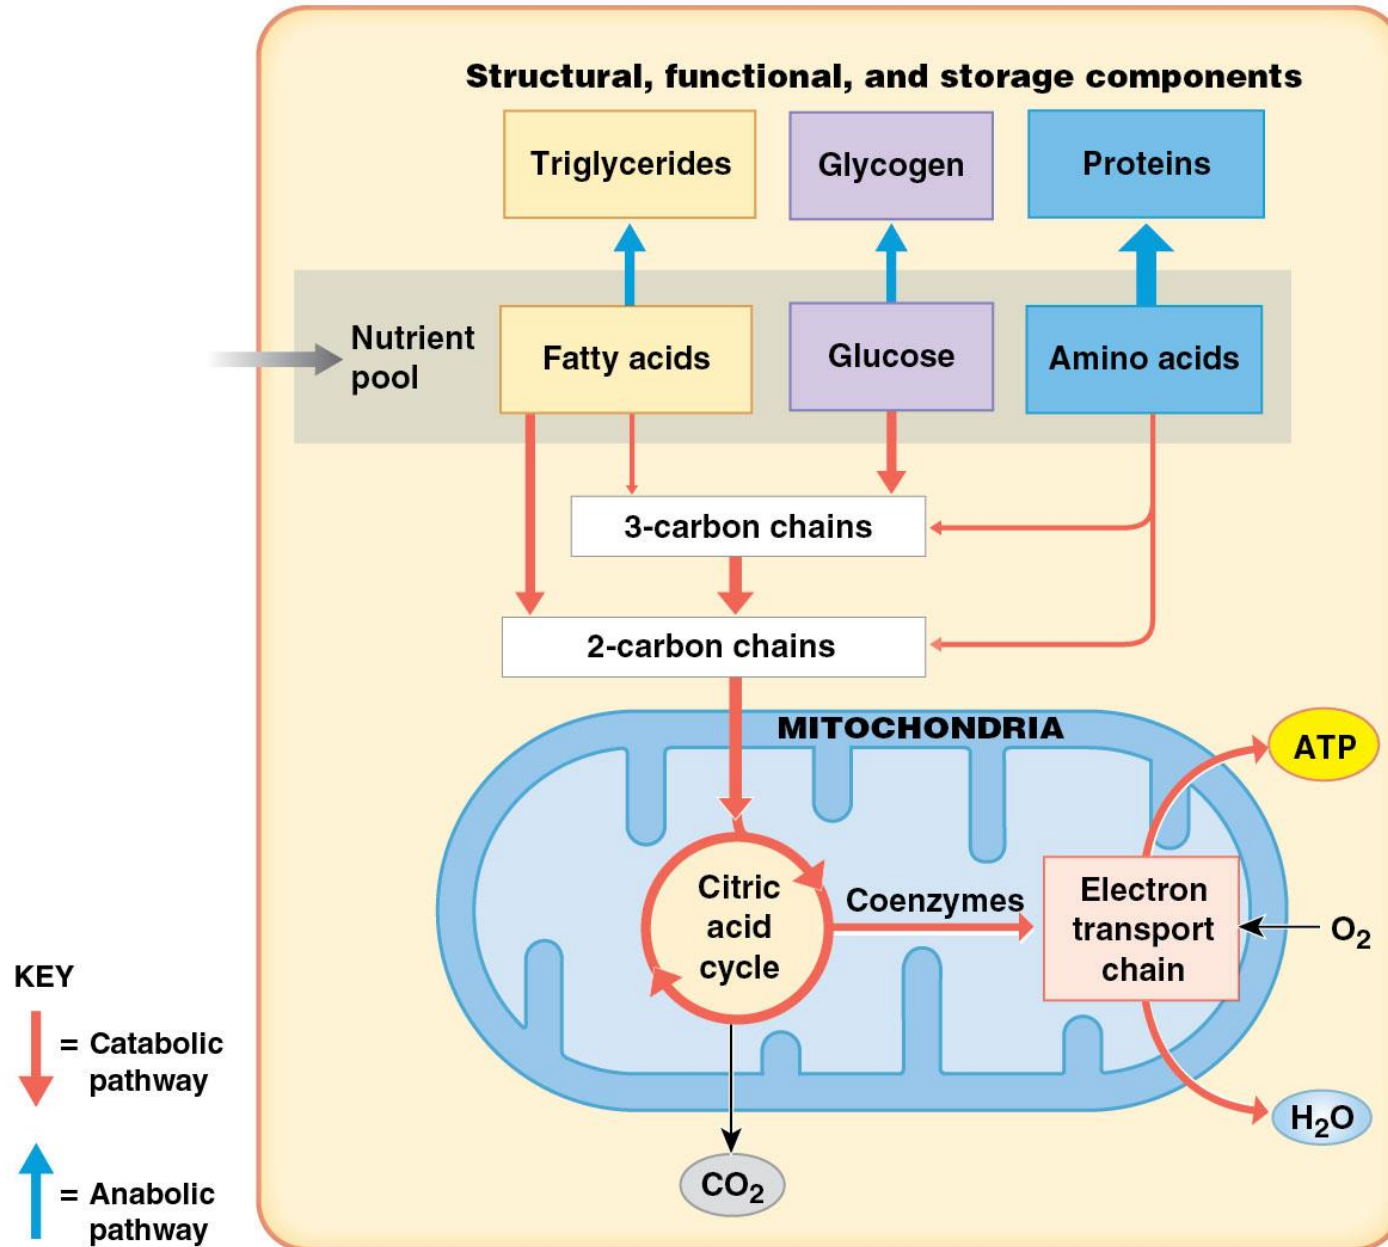 Structural, functional, and storage components
Triglycerides
Glycogen
Proteins
Nutrient
pool
Fatty acids
Glucose
Amino acids
3-carbon chains
2-carbon chains
MITOCHONDRIA
ATP
Citric
acid
cycle
Coenzymes
Electron
transport
chain
O₂
H₂O
CO₂
KEY
= Catabolic
pathway
= Anabolic
pathway